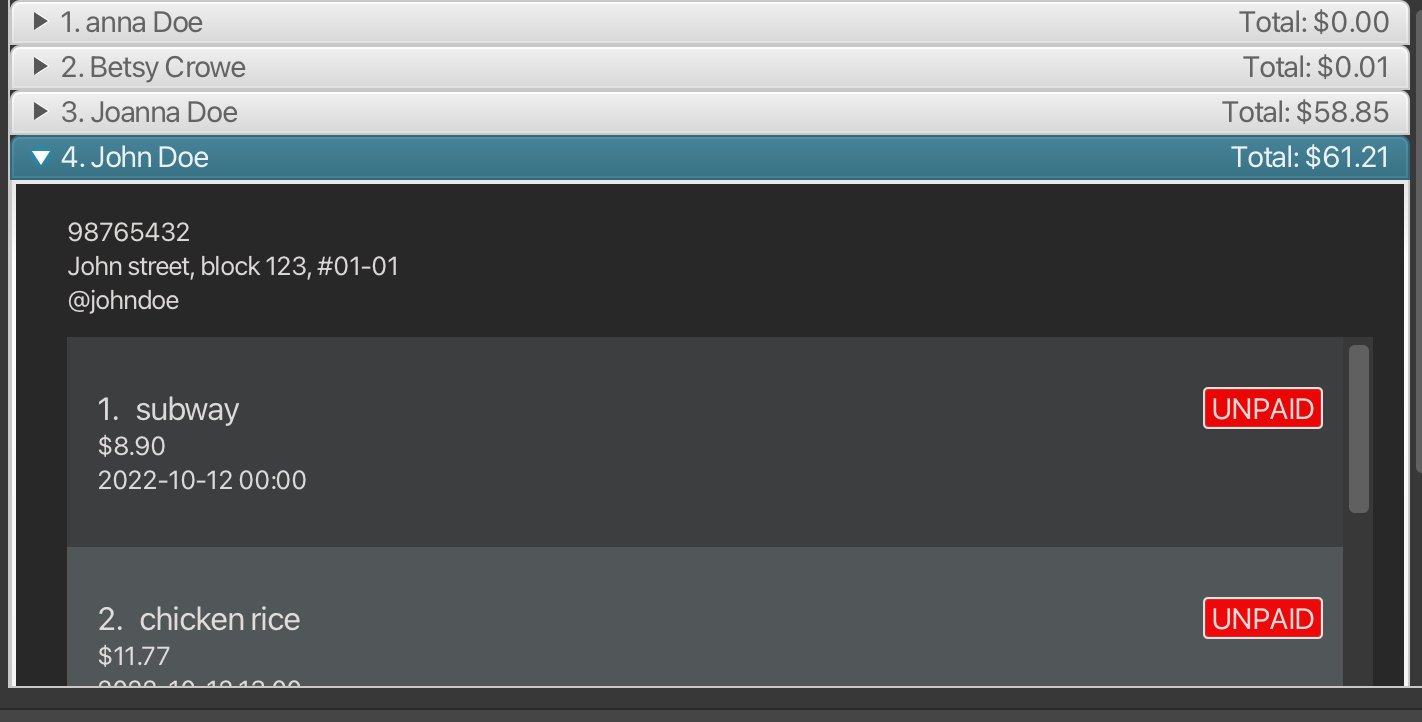 1. anna Doe Total: $0.00
2. Betsy Crowe Total: $0.01
3. Joanna Doe Total: $58.85
4. John Doe Total: $61.21
98765432
John street, block 123, #01-01
@johndoe
1. subway UNPAID
$8.90
2022-10-12 00:00
2. chicken rice UNPAID
$11.77